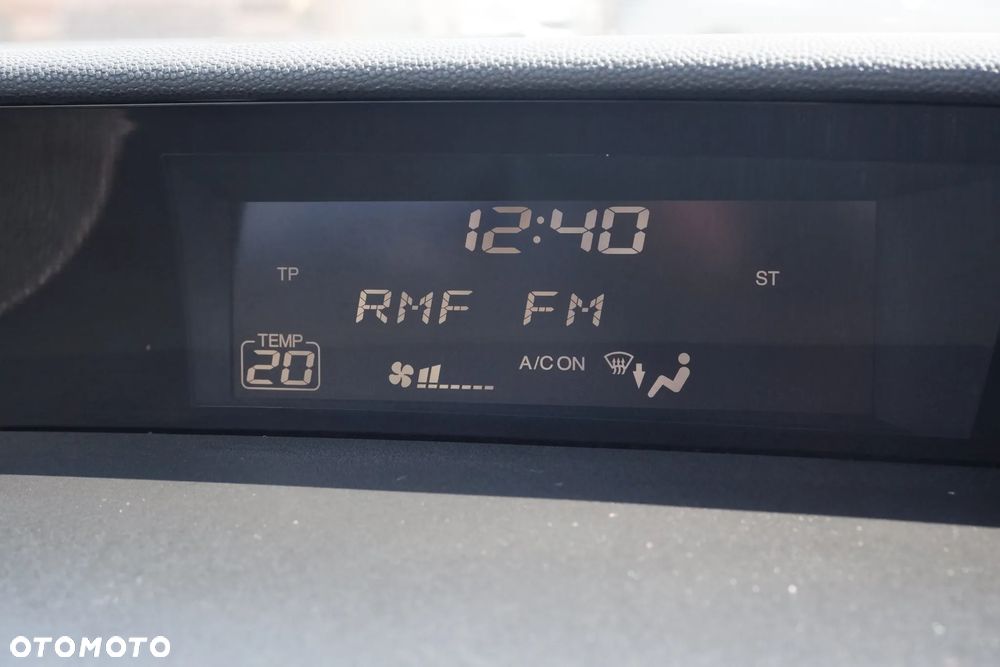 12:40
TP
ST
RMF FM
TEMP
20
A/C ON
OTOMOTO